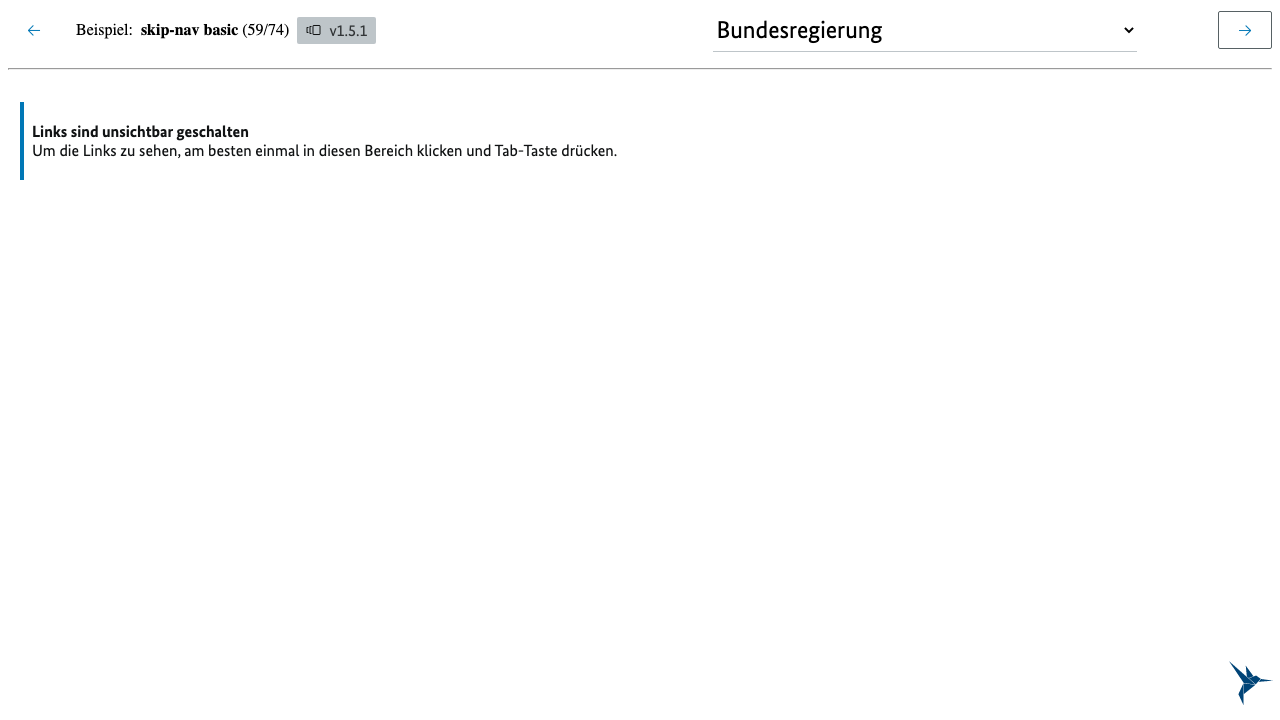 Beispiel: skip-nav basic (59/74) v1.5.1 Bundesregierung
Links sind unsichtbar geschalten
Um die Links zu sehen, am besten einmal in diesen Bereich klicken und Tab-Taste drücken.